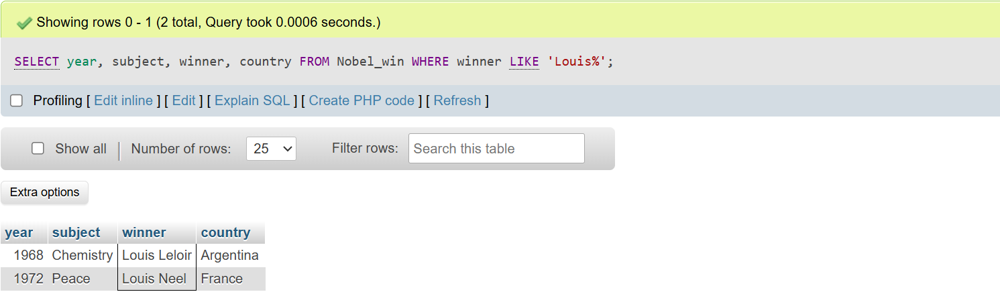 Showing rows 0 - 1 (2 total, Query took 0.0006 seconds.)
SELECT year, subject, winner, country FROM Nobel_win WHERE winner LIKE 'Louis%';
Profiling [ Edit inline ] [ Edit ] [ Explain SQL ] [ Create PHP code ] [ Refresh ]
Show all | Number of rows: 25 Filter rows: Search this table
Extra options
year subject winner country
1968 Chemistry Louis Leloir Argentina
1972 Peace Louis Neel France